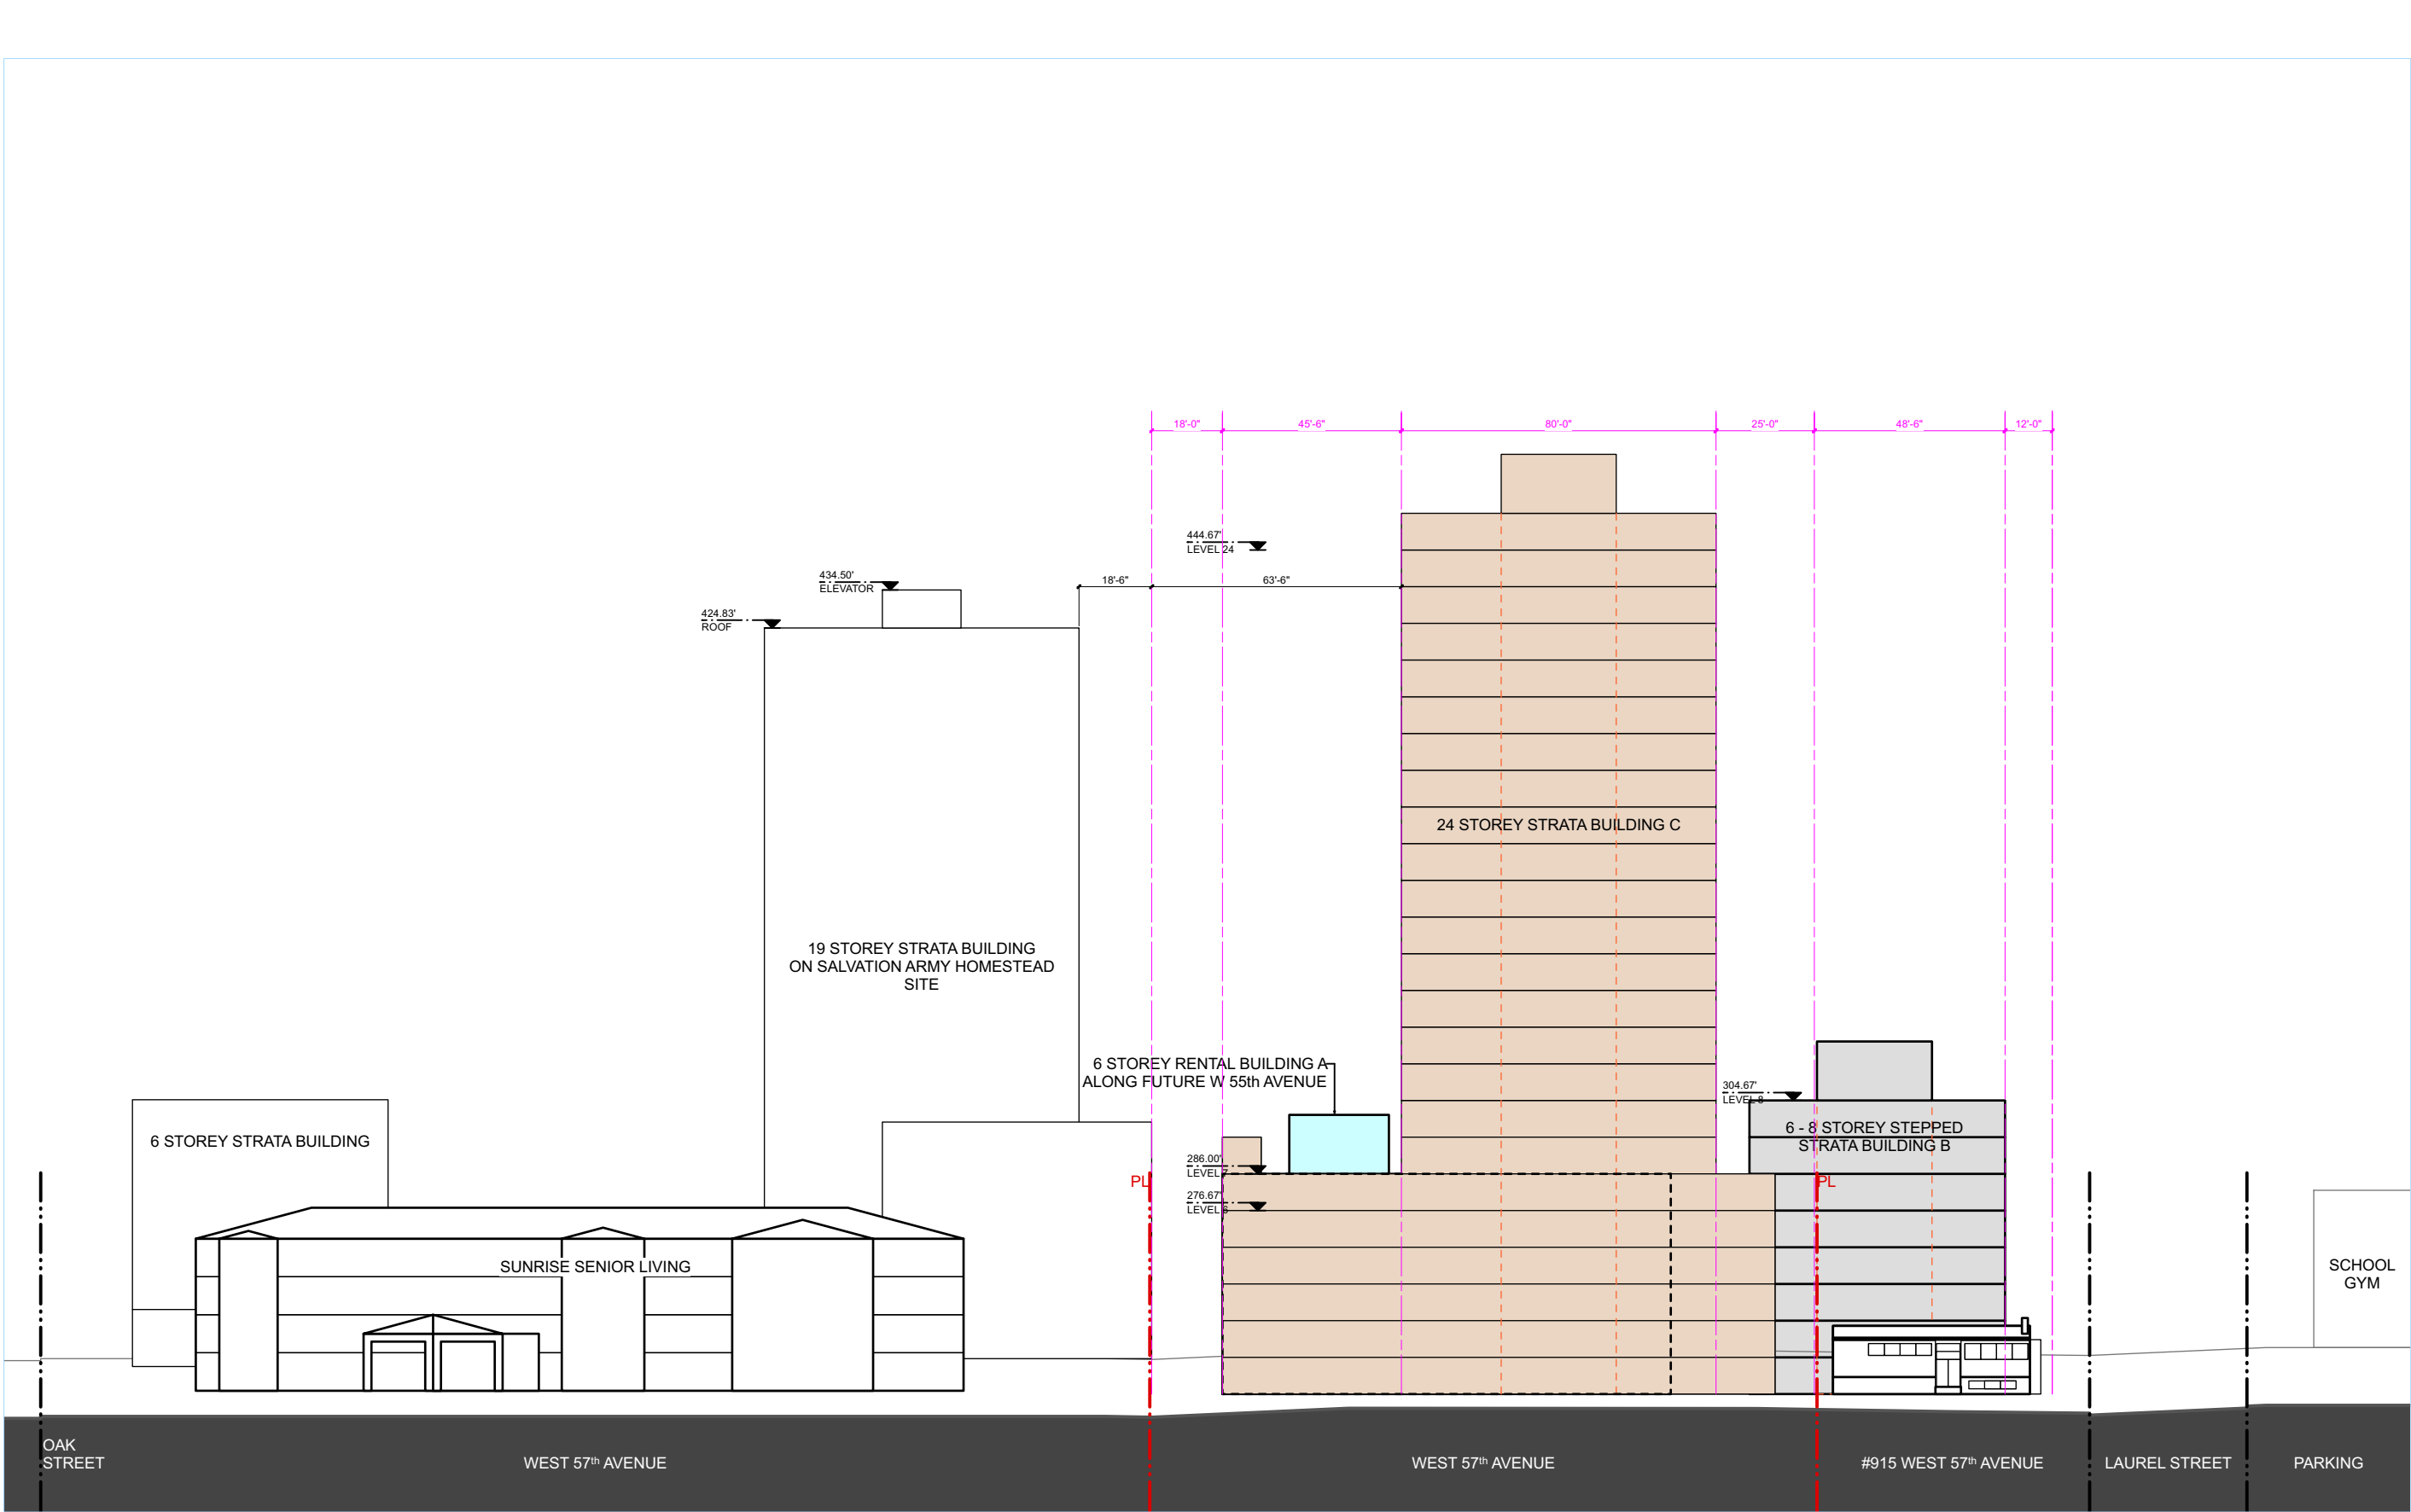 18'-0"
45'-6"
80'-0"
25'-0"
48'-6"
12'-0"
444.67'
LEVEL 24
434.50'
ELEVATOR
18'-6"
63'-6"
424.83'
ROOF
24 STOREY STRATA BUILDING C
19 STOREY STRATA BUILDING
ON SALVATION ARMY HOMESTEAD
SITE
6 STOREY RENTAL BUILDING A
ALONG FUTURE W 55th AVENUE
304.67'
LEVEL 8
6 STOREY STRATA BUILDING
6 - 8 STOREY STEPPED
STRATA BUILDING B
286.00'
LEVEL 7
PL
PL
276.67'
LEVEL 6
SUNRISE SENIOR LIVING
SCHOOL
GYM
OAK
STREET
WEST 57th AVENUE
WEST 57th AVENUE
#915 WEST 57th AVENUE
LAUREL STREET
PARKING